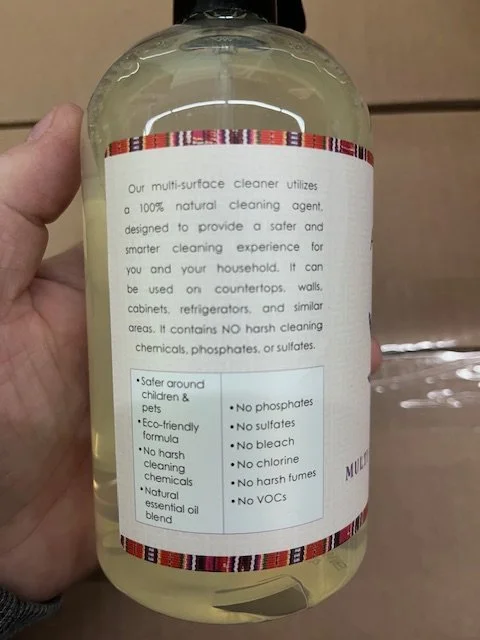 Our multi-surface cleaner utilizes
a 100% natural cleaning agent,
designed to provide a safer and
smarter cleaning experience for
you and your household. It can
be used on countertops, walls,
cabinets, refrigerators, and similar
areas. It contains NO harsh cleaning
chemicals, phosphates, or sulfates.
• Safer around
children &
pets
• Eco-friendly
formula
• No harsh
cleaning
chemicals
• Natural
essential oil
blend
• No phosphates
• No sulfates
• No bleach
• No chlorine
• No harsh fumes
• No VOCs